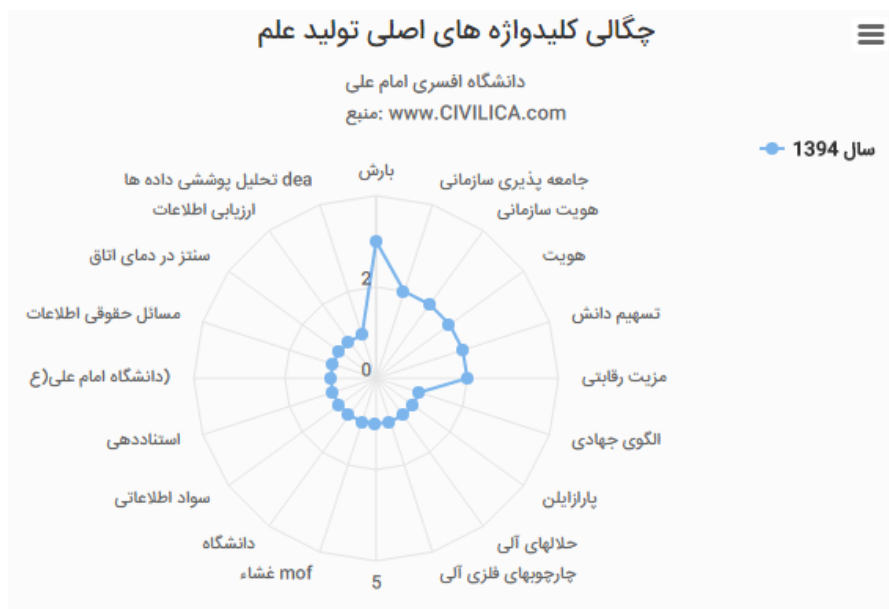 چگالی کلیدواژه های اصلی تولید علم
دانشگاه افسری امام علی
منبع: www.CIVILICA.com
سال 1394
بارش
جامعه پذیری سازمانی
هویت سازمانی
هویت
تسهیم دانش
مزیت رقابتی
الگوی جهادی
پارازایلن
حلالهای آلی
چارچوبهای فلزی آلی
5
غشاء mof
دانشگاه
سواد اطلاعاتی
استناددهی
(دانشگاه امام علی(ع
مسائل حقوقی اطلاعات
سنتز در دمای اتاق
ارزیابی اطلاعات
تحلیل پوششی داده ها dea
2
0